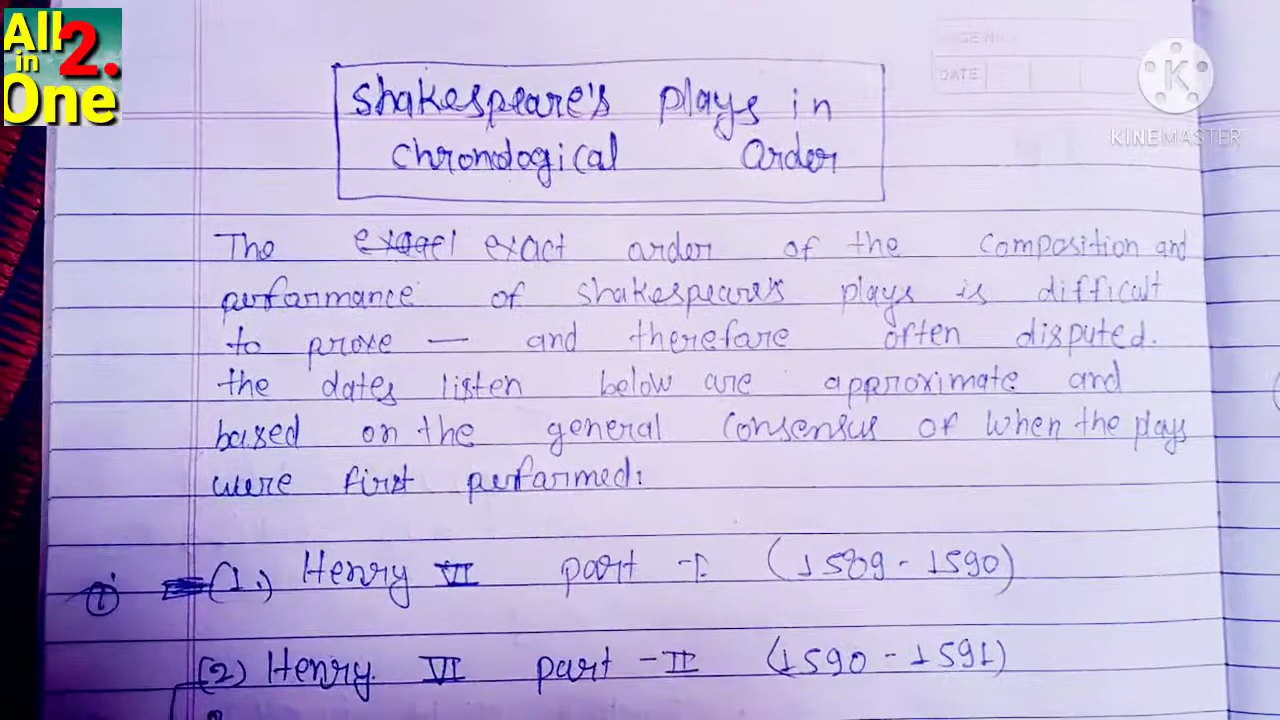 All
in 2.
One
PAGE No.
DATE
K
KINEMASTER
Shakespeare's plays in
chronological order
The exact order of the composition and
performance of shakespeare's plays is difficult
to prove — and therefore often disputed.
the dates listen below are approximate and
based on the general consensus of when the plays
were first performed:
i (1.) Henry VI part -I (1589-1590)
(2) Henry VI part -II (1590-1591)